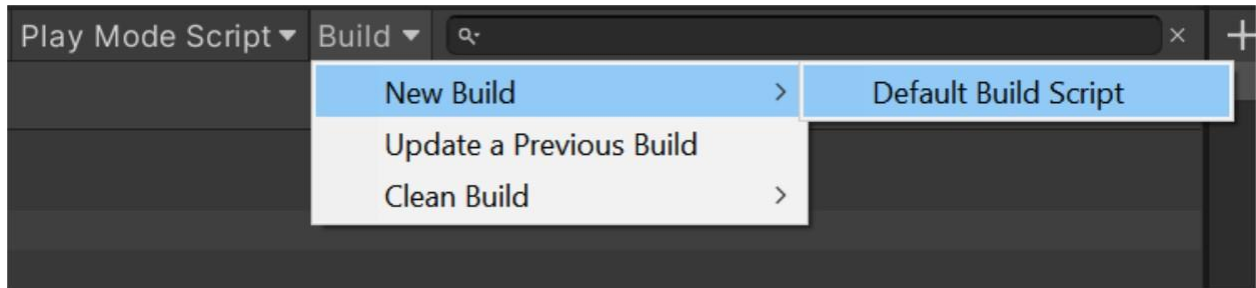 Play Mode Script Build
New Build Default Build Script
Update a Previous Build
Clean Build